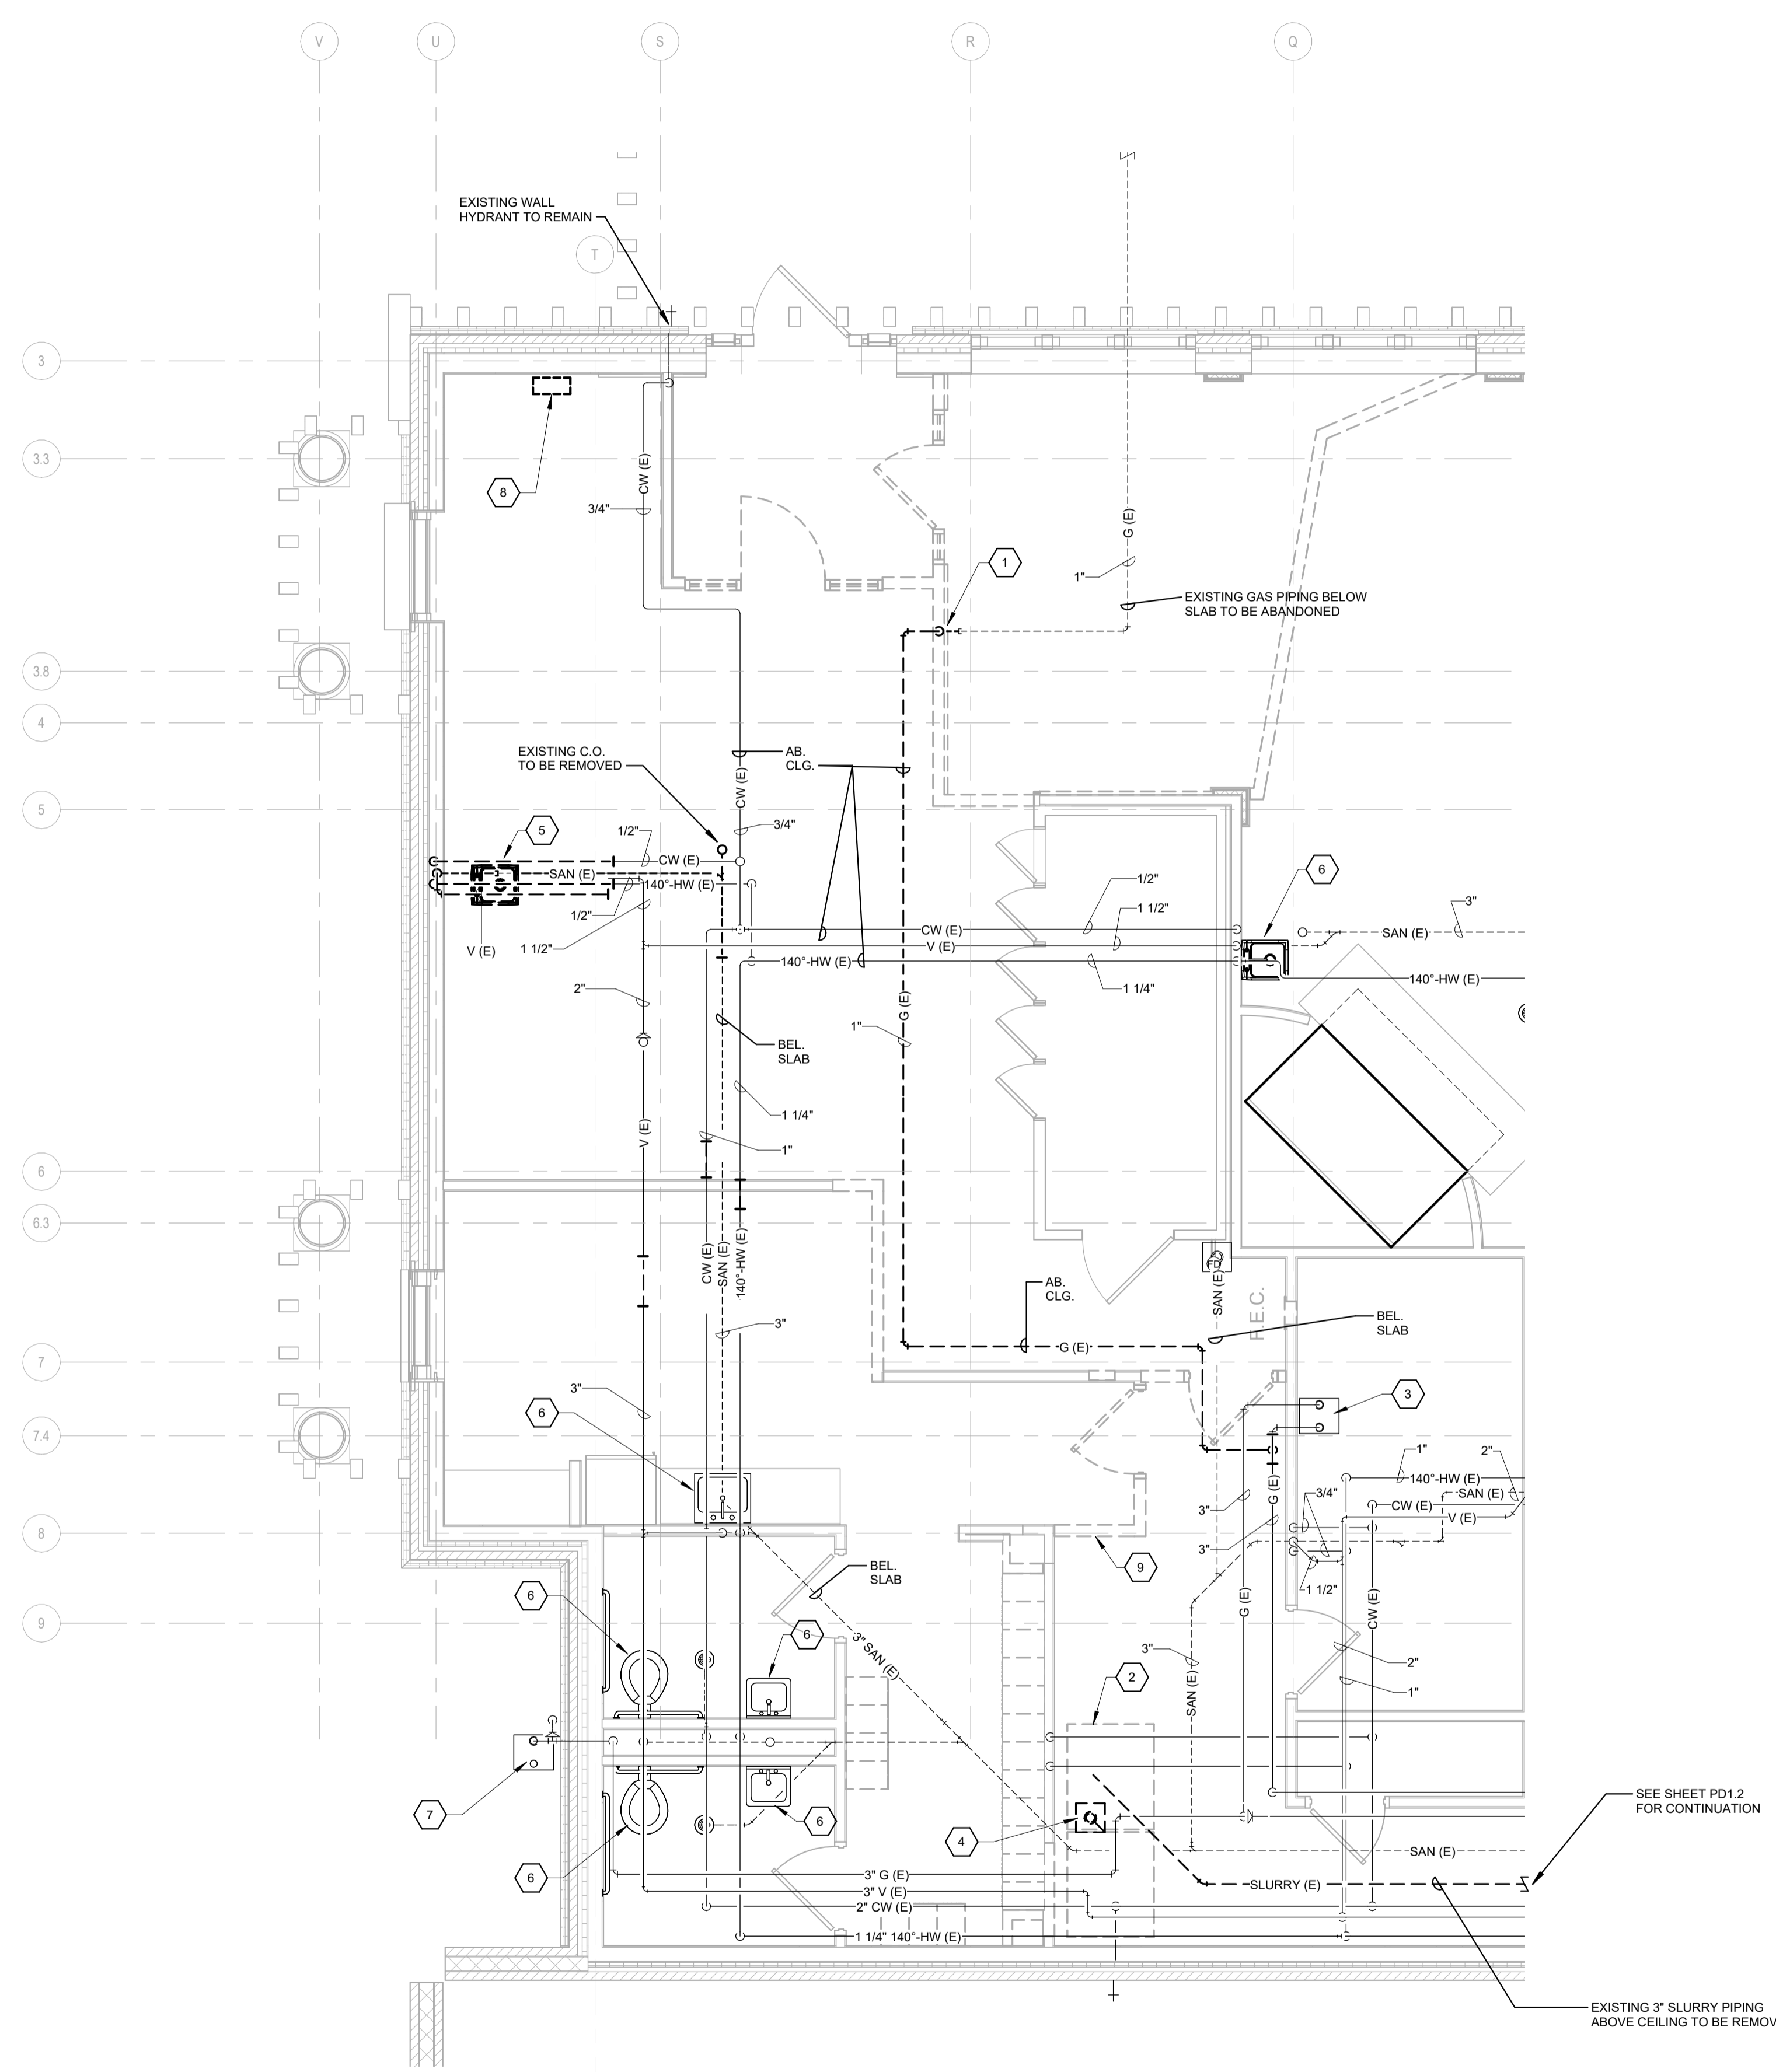 V
U
S
R
Q
EXISTING WALL
HYDRANT TO REMAIN
T
3
3.3
8
CW (E)
3/4"
G (E)
1"
1
EXISTING GAS PIPING BELOW
SLAB TO BE ABANDONED
3.8
4
EXISTING C.O.
TO BE REMOVED
AB.
CLG.
CW (E)
5
3/4"
5
1/2"
CW (E)
SAN (E)
140°-HW (E)
1/2"
1 1/2"
V (E)
1/2"
1 1/2"
6
3"
CW (E)
V (E)
140°-HW (E)
1 1/4"
SAN (E)
140°-HW (E)
2"
G (E)
1"
BEL.
SLAB
1 1/4"
V (E)
1"
6
6.3
CW (E)
SAN (E)
140°-HW (E)
FD
SAN (E)
F.E.C.
AB.
CLG.
BEL.
SLAB
3"
G (E)
7
3"
6
3
7.4
1"
2"
140°-HW (E)
SAN (E)
CW (E)
V (E)
3"
G (E)
3/4"
3"
8
BEL.
SLAB
9
1 1/2"
6
G (E)
CW (E)
9
6
3" SAN (E)
3"
2"
2
1"
SAN (E)
7
6
4
SEE SHEET PD1.2
FOR CONTINUATION
SAN (E)
6
3" G (E)
3" V (E)
2" CW (E)
SLURRY (E)
1 1/4" 140°-HW (E)
EXISTING 3" SLURRY PIPING
ABOVE CEILING TO BE REMOV